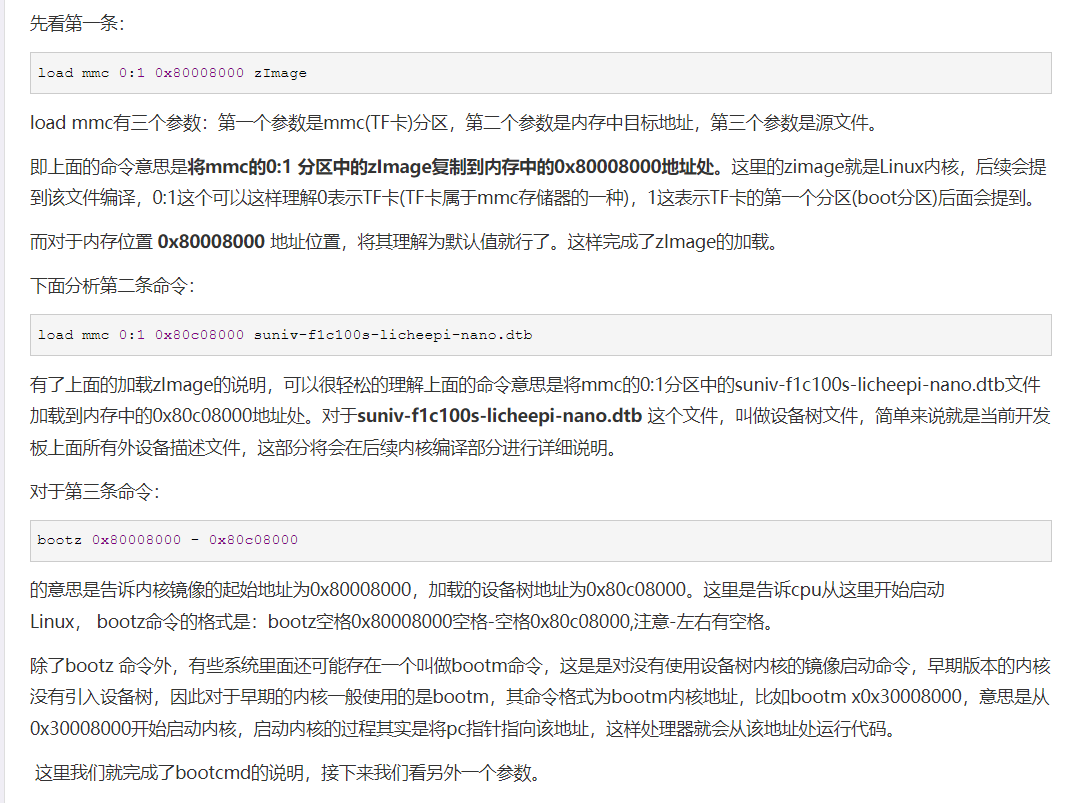 先看第一条：
load mmc 0:1 0x80008000 zImage
load mmc有三个参数：第一个参数是mmc(TF卡)分区，第二个参数是内存中目标地址，第三个参数是源文件。
即上面的命令意思是将mmc的0:1 分区中的zImage复制到内存中的0x80008000地址处。这里的zimage就是Linux内核，后续会提
到该文件编译，0:1这个可以这样理解0表示TF卡(TF卡属于mmc存储器的一种)，1这表示TF卡的第一个分区(boot分区)后面会提到。
而对于内存位置 0x80008000 地址位置，将其理解为默认值就行了。这样完成了zImage的加载。
下面分析第二条命令：
load mmc 0:1 0x80c08000 suniv-f1c100s-licheepi-nano.dtb
有了上面的加载zImage的说明，可以很轻松的理解上面的命令意思是将mmc的0:1分区中的suniv-f1c100s-licheepi-nano.dtb文件
加载到内存中的0x80c08000地址处。对于suniv-f1c100s-licheepi-nano.dtb 这个文件，叫做设备树文件，简单来说就是当前开发
板上面所有外设备描述文件，这部分将会在后续内核编译部分进行详细说明。
对于第三条命令：
bootz 0x80008000 - 0x80c08000
的意思是告诉内核镜像的起始地址为0x80008000，加载的设备树地址为0x80c08000。这里是告诉cpu从这里开始启动
Linux， bootz命令的格式是：bootz空格0x80008000空格-空格0x80c08000,注意-左右有空格。
除了bootz 命令外，有些系统里面还可能存在一个叫做bootm命令，这是是对没有使用设备树内核的镜像启动命令，早期版本的内核
没有引入设备树，因此对于早期的内核一般使用的是bootm，其命令格式为bootm内核地址，比如bootm x0x30008000，意思是从
0x30008000开始启动内核，启动内核的过程其实是将pc指针指向该地址，这样处理器就会从该地址处运行代码。
这里我们就完成了bootcmd的说明，接下来我们看另外一个参数。